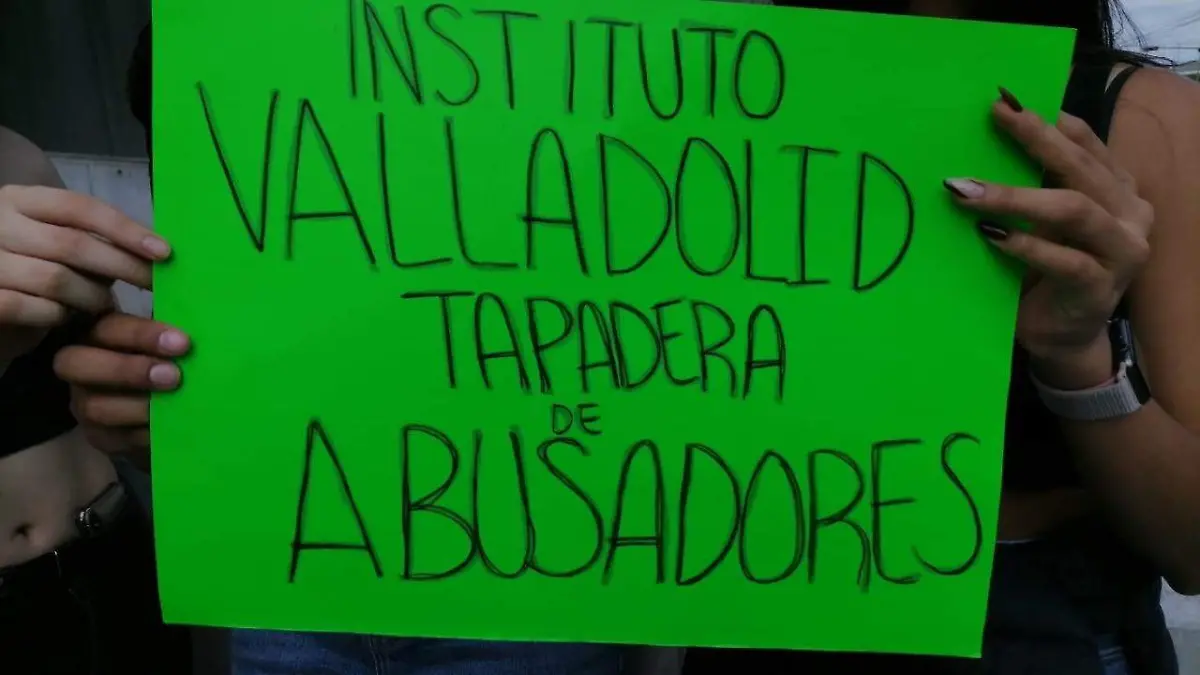 INSTITUTO
VALLADOLID
TAPADERA
DE
ABUSADORES